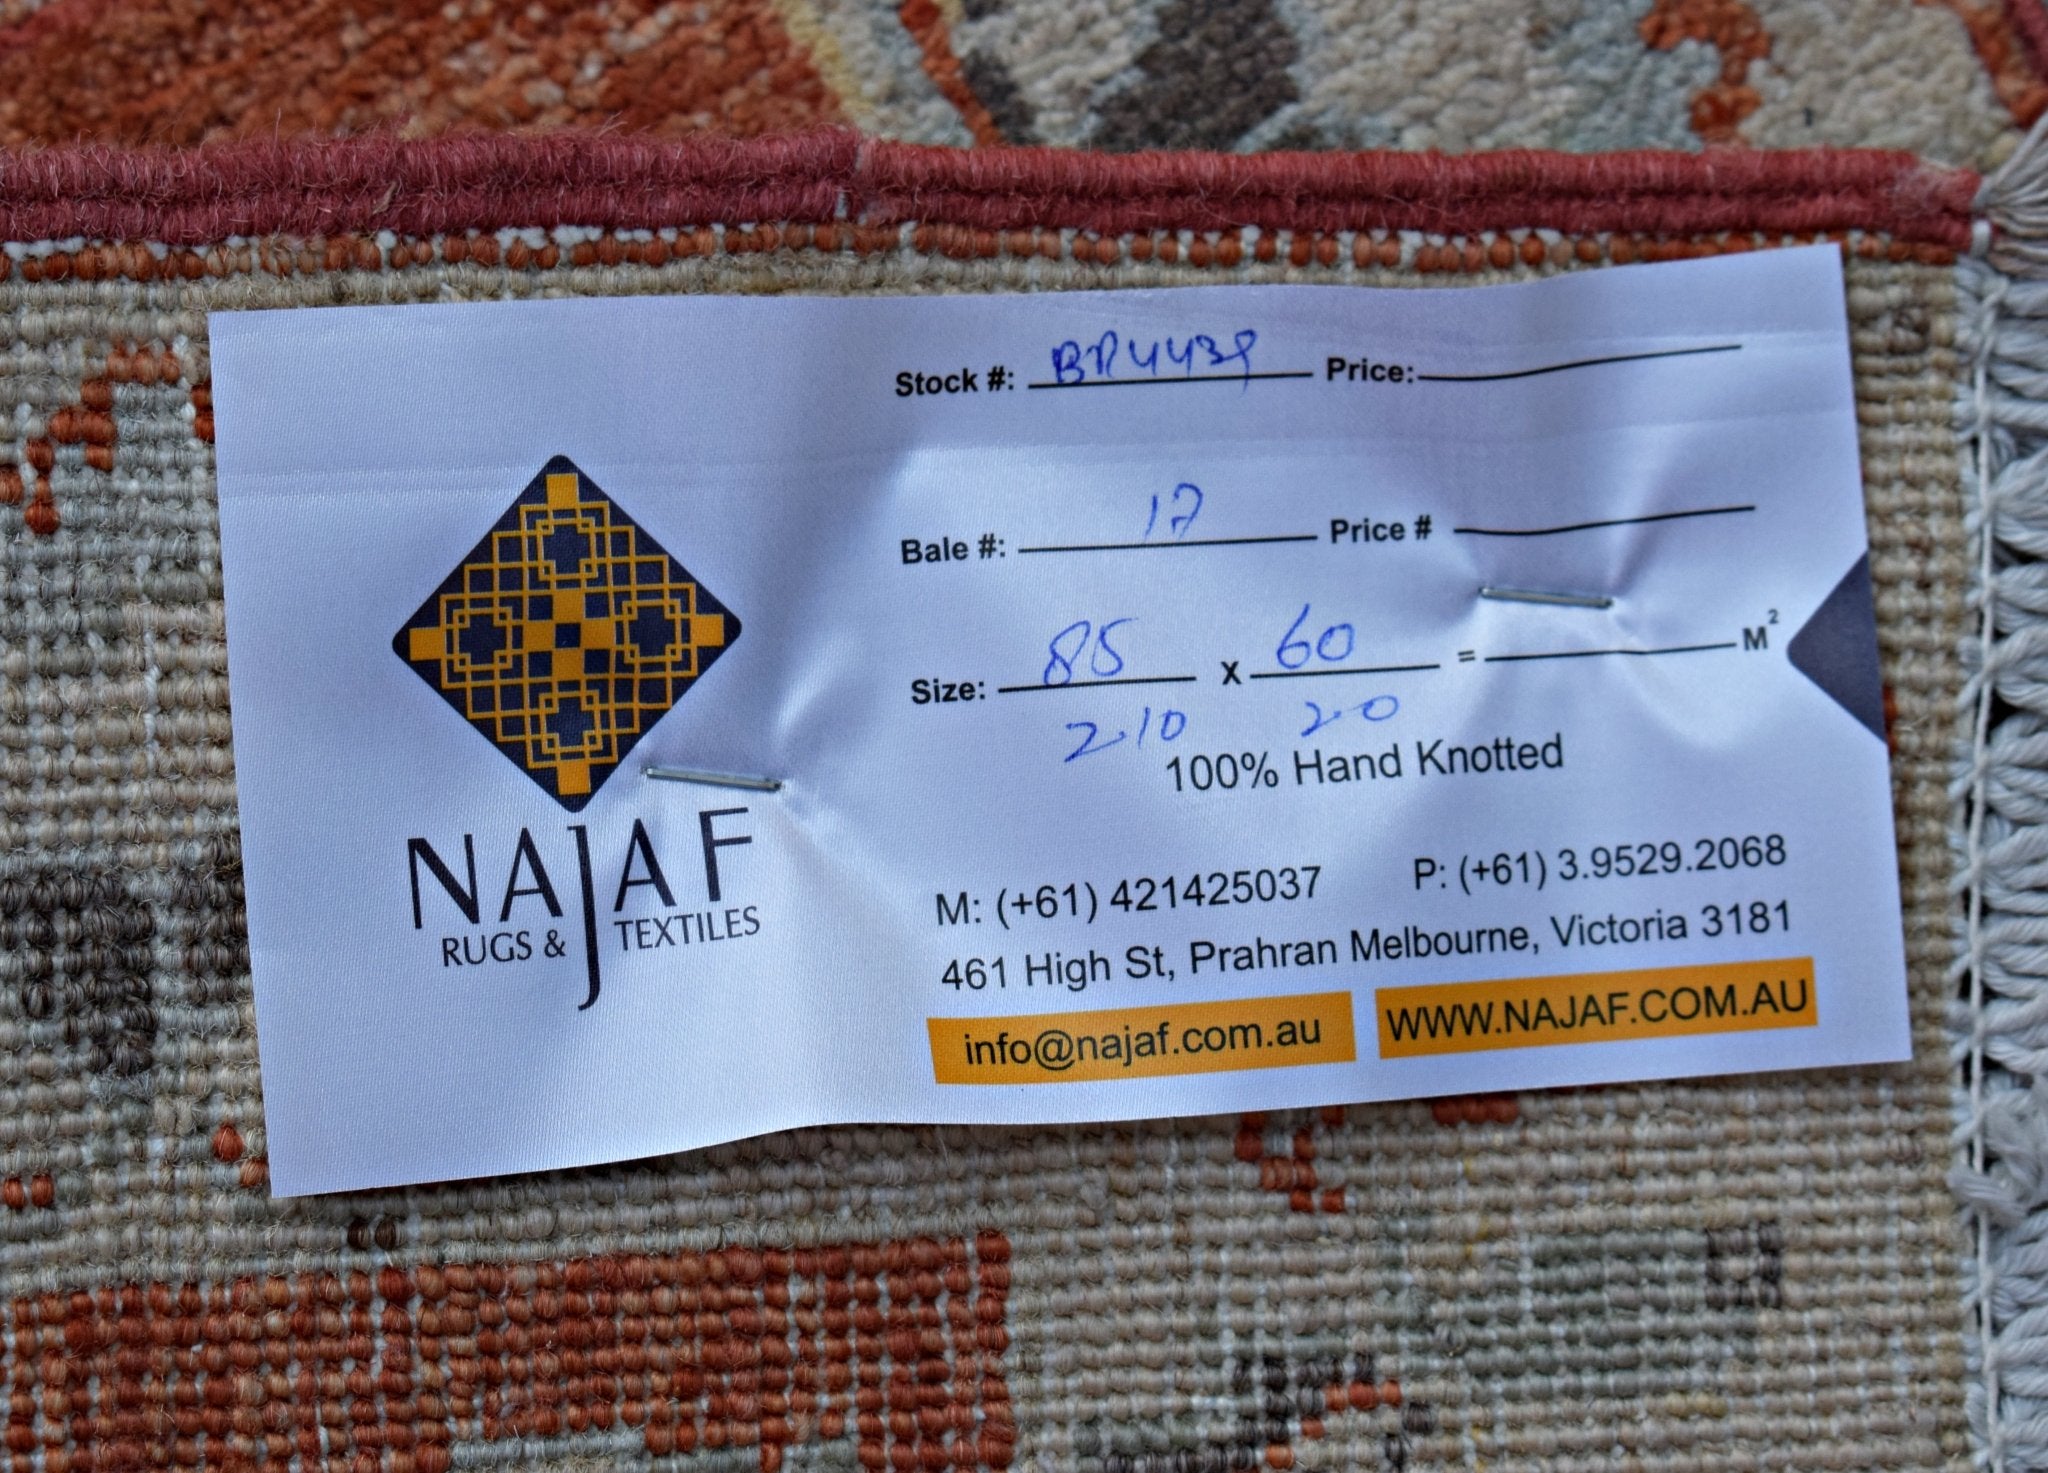 Stock #: BR4439 Price:
Bale #: 17 Price #
Size: 85 x 60 = M²
2.10 2.0
100% Hand Knotted
NAJAF
RUGS & TEXTILES
M: (+61) 421425037 P: (+61) 3.9529.2068
461 High St, Prahran Melbourne, Victoria 3181
info@najaf.com.au WWW.NAJAF.COM.AU